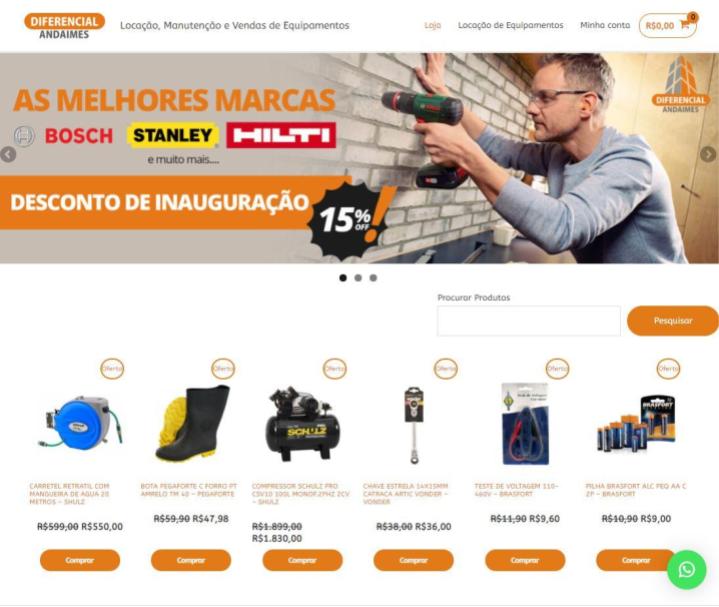 DIFERENCIAL
ANDAIMES
Locação, Manutenção e Vendas de Equipamentos
Loja
Locação de Equipamentos
Minha conta
R$0,00
0
AS MELHORES MARCAS
BOSCH
STANLEY
HILTI
e muito mais....
DESCONTO DE INAUGURAÇÃO
15% OFF
DIFERENCIAL
ANDAIMES
Procurar Produtos
Pesquisar
Oferta
Oferta
Oferta
Oferta
Oferta
Oferta
SCHULZ
BRASFORT
CARRETEL RETRATIL COM
MANGUEIRA DE AGUA 20
METROS – SHULZ
R$599,00 R$550,00
Comprar
BOTA PEGAFORTE C FORRO PT
AMRELO TM 40 – PEGAFORTE
R$59,90 R$47,98
Comprar
COMPRESSOR SCHULZ PRO
CSV10 100L MONOF.2PHZ 2CV
– SHULZ
R$1.899,00
R$1.830,00
Comprar
CHAVE ESTRELA 14X15MM
CATRACA ARTIC VONDER –
VONDER
R$38,00 R$36,00
Comprar
TESTE DE VOLTAGEM 110-
460V – BRASFORT
R$11,90 R$9,60
Comprar
PILHA BRASFORT ALC PEQ AA C
2P – BRASFORT
R$10,90 R$9,00
Comprar